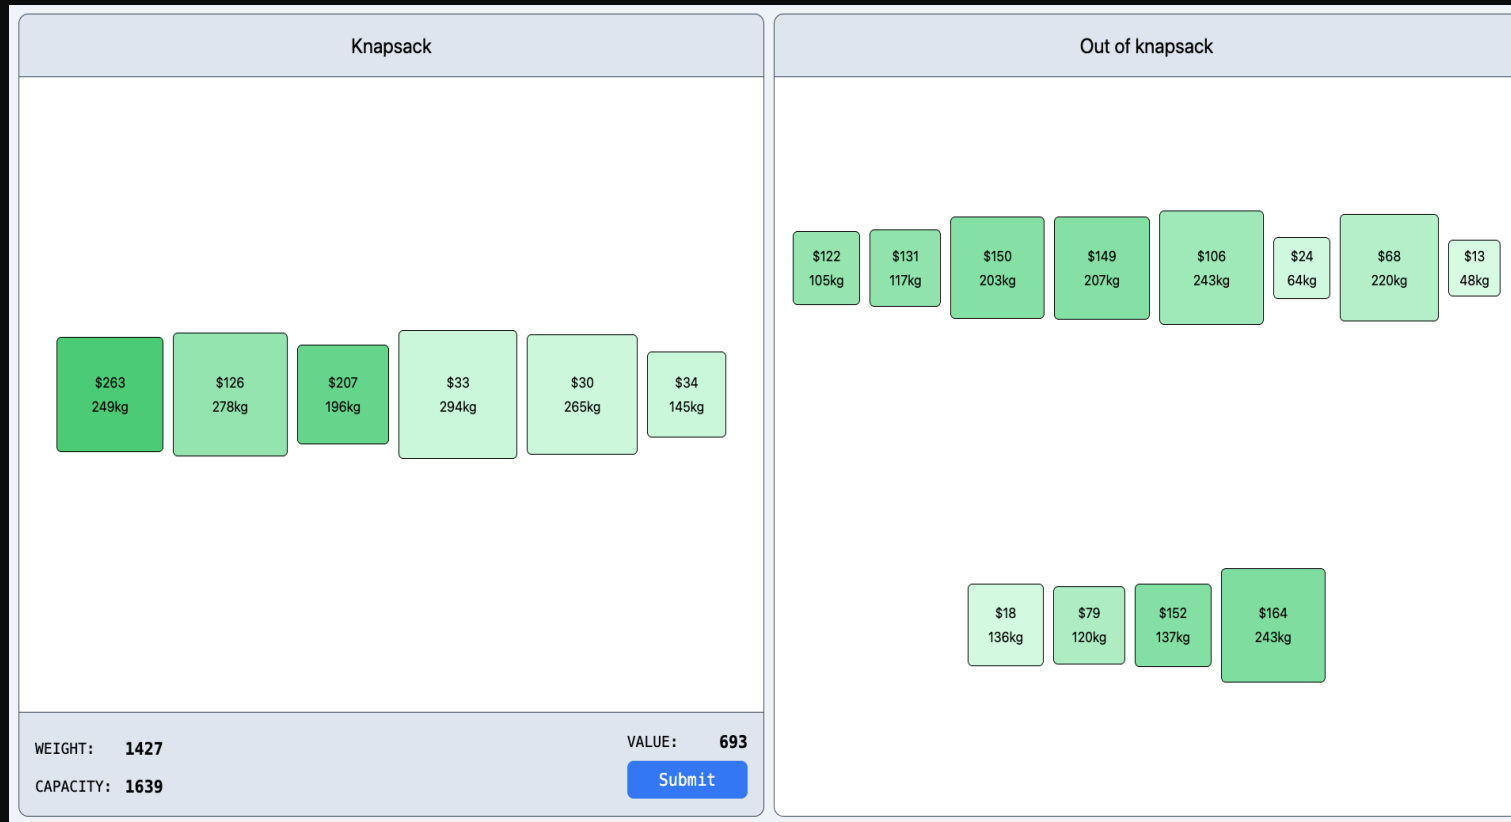 Knapsack
$263
249kg
$126
278kg
$207
196kg
$33
294kg
$30
265kg
$34
145kg
WEIGHT: 1427
CAPACITY: 1639
VALUE: 693
Submit
Out of knapsack
$122
105kg
$131
117kg
$150
203kg
$149
207kg
$106
243kg
$24
64kg
$68
220kg
$13
48kg
$18
136kg
$79
120kg
$152
137kg
$164
243kg